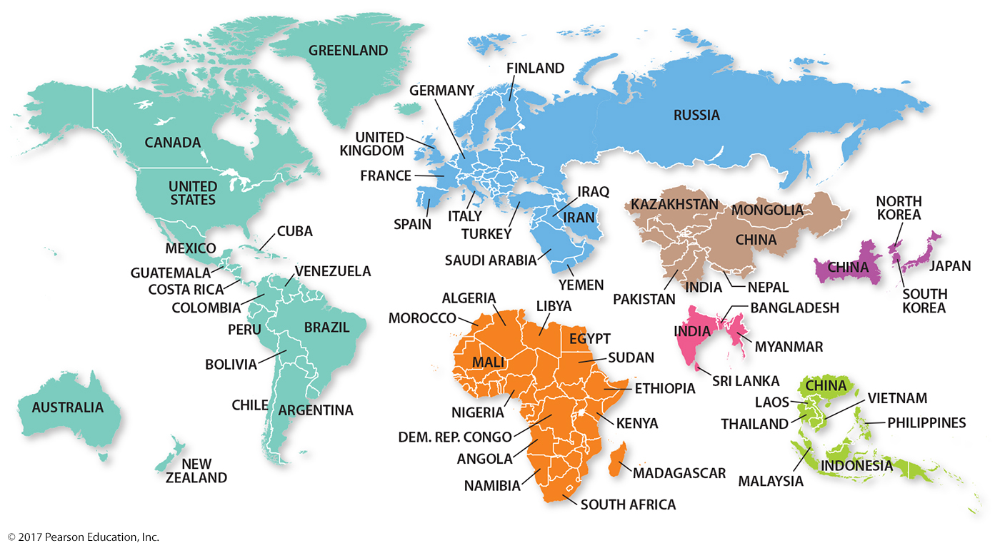 GREENLAND
CANADA
UNITED
STATES
MEXICO
CUBA
GUATEMALA
COSTA RICA
VENEZUELA
COLOMBIA
PERU
BRAZIL
BOLIVIA
CHILE
ARGENTINA
AUSTRALIA
NEW
ZEALAND
FINLAND
GERMANY
RUSSIA
UNITED
KINGDOM
FRANCE
SPAIN
ITALY
TURKEY
IRAQ
IRAN
SAUDI ARABIA
YEMEN
KAZAKHSTAN
MONGOLIA
CHINA
PAKISTAN
INDIA
NEPAL
NORTH
KOREA
CHINA
JAPAN
SOUTH
KOREA
BANGLADESH
INDIA
MYANMAR
SRI LANKA
ALGERIA
LIBYA
MOROCCO
EGYPT
MALI
SUDAN
ETHIOPIA
NIGERIA
KENYA
DEM. REP. CONGO
ANGOLA
MADAGASCAR
NAMIBIA
SOUTH AFRICA
CHINA
LAOS
VIETNAM
THAILAND
PHILIPPINES
INDONESIA
MALAYSIA
© 2017 Pearson Education, Inc.